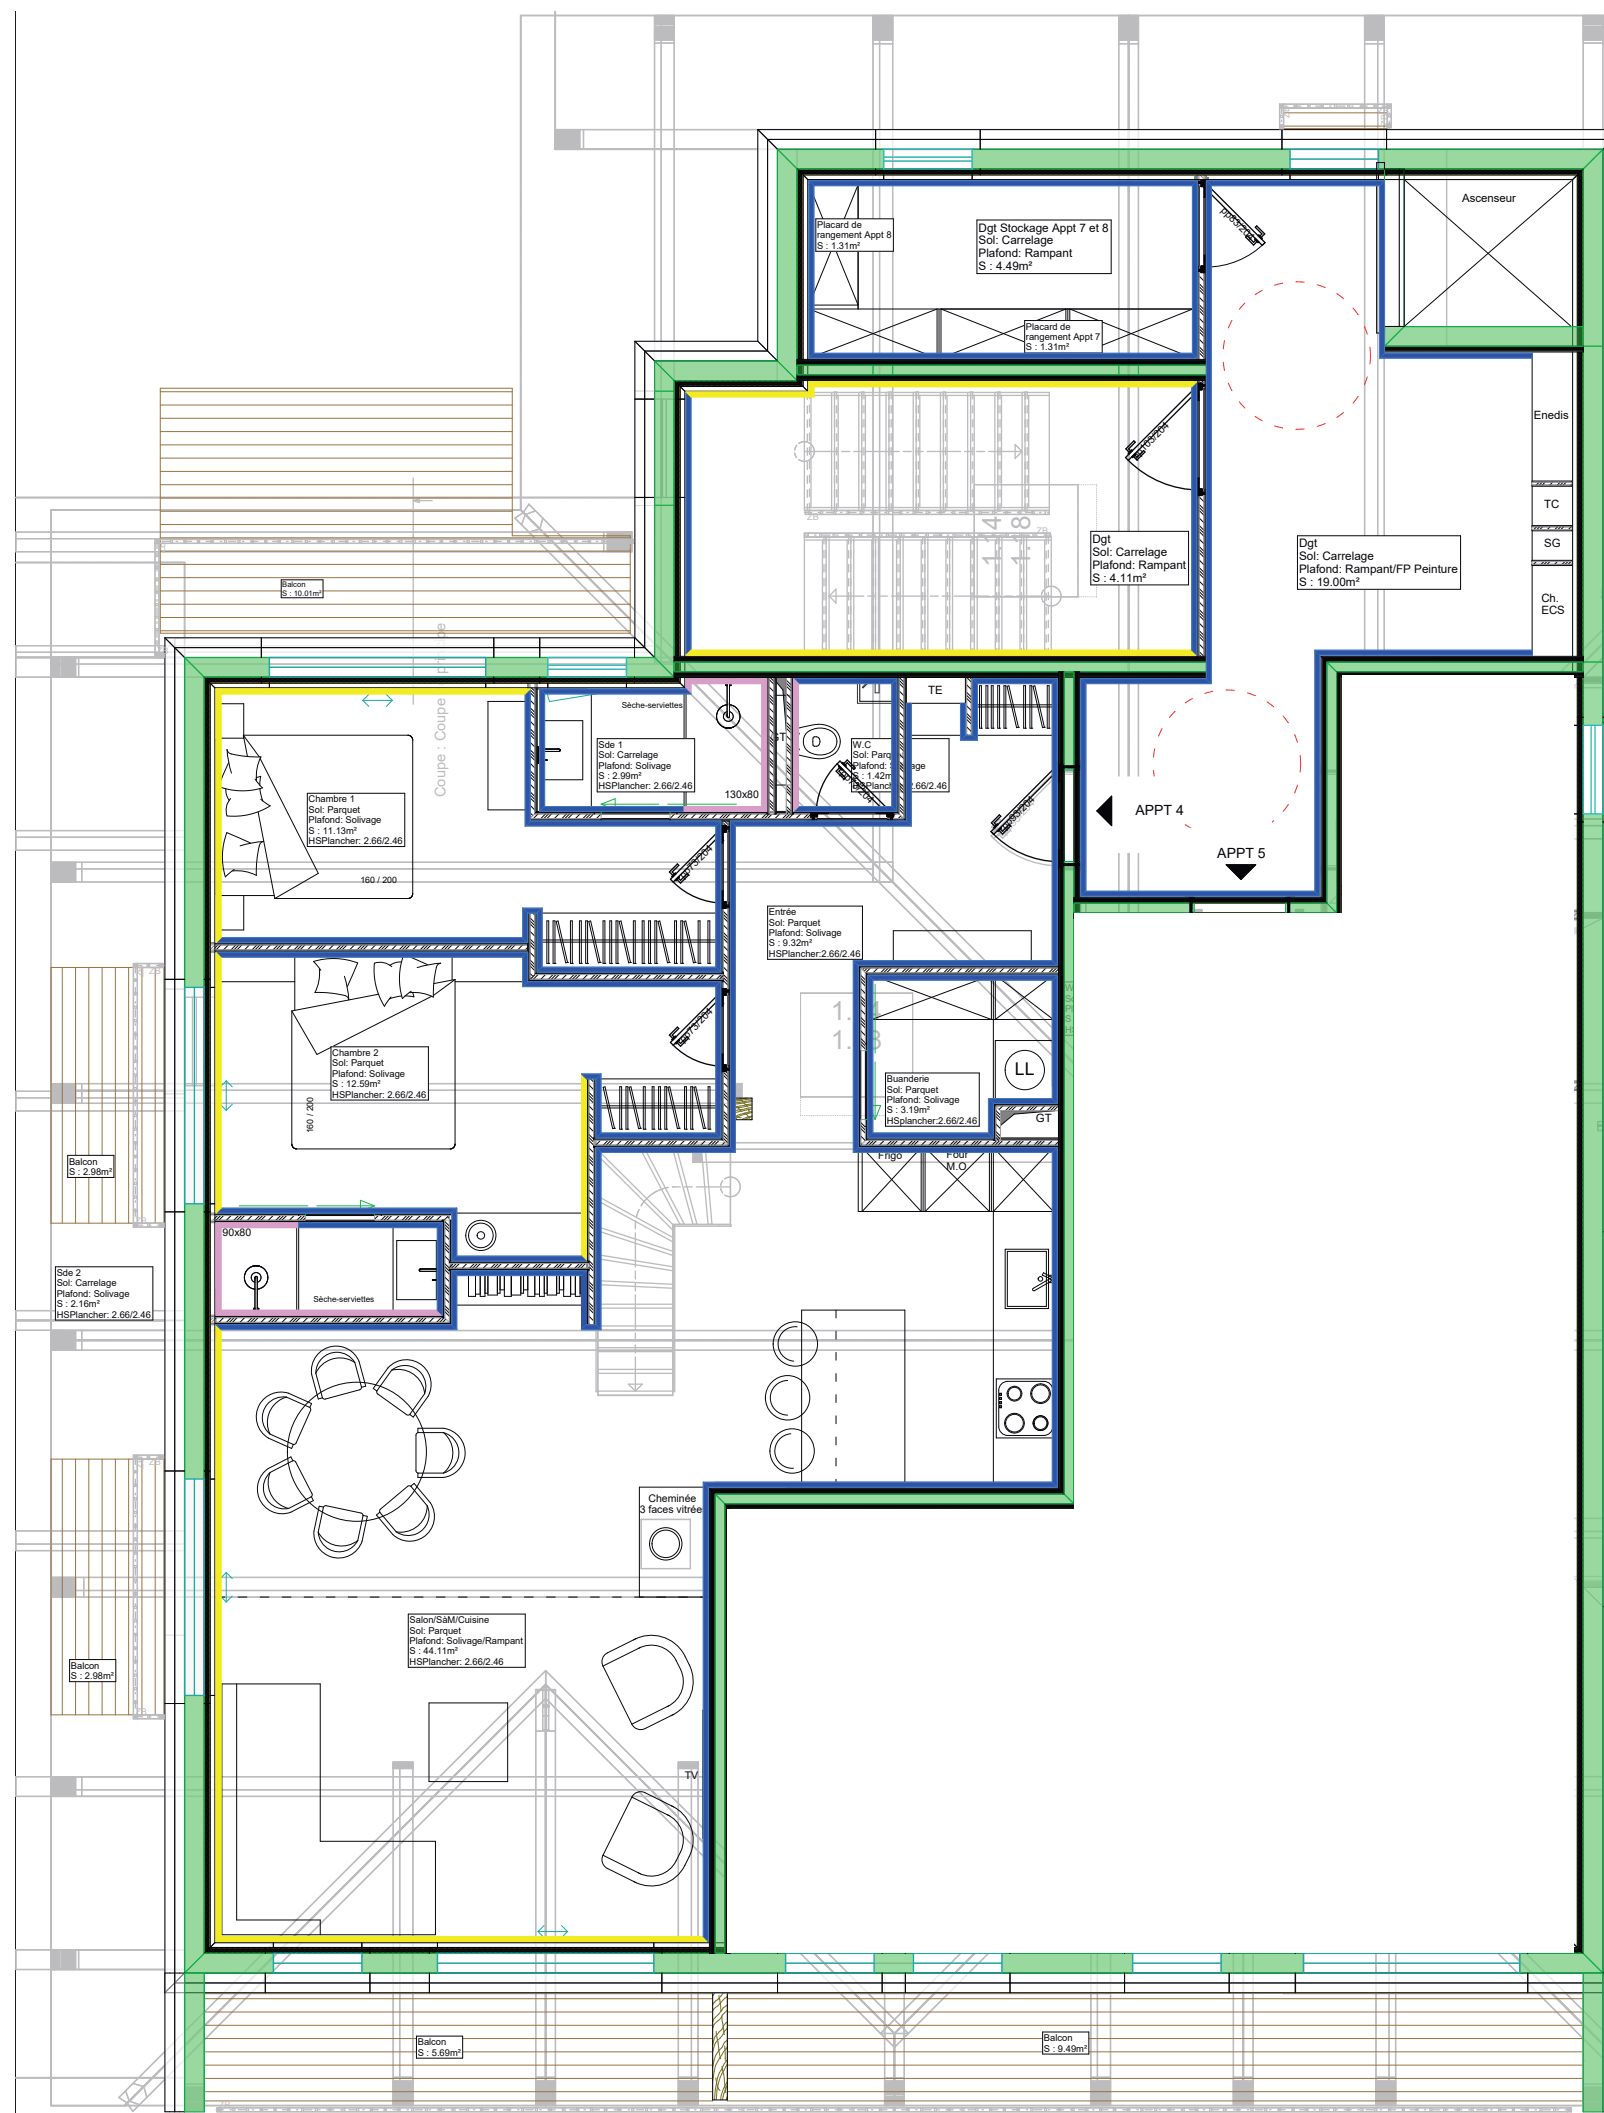 Ascenseur
Placard de
rangement Appt 8
S : 1.31m²
Dgt Stockage Appt 7 et 8
Sol: Carrelage
Plafond: Rampant
S : 4.49m²
pp83/204
Placard de
rangement Appt 7
S : 1.31m²
Enedis
TC
SG
Ch.
ECS
ZB
ZB
Dgt
Sol: Carrelage
Plafond: Rampant
S : 4.11m²
Dgt
Sol: Carrelage
Plafond: Rampant/FP Peinture
S : 19.00m²
Balcon
S : 10.01m²
Coupe : Coupe
TE
Sèche-serviettes
Sde 1
Sol: Carrelage
Plafond: Solivage
S : 2.99m²
HSPlancher: 2.66/2.46
130x80
D
W.C
S : 1.42m²
Chambre 1
Sol: Parquet
Plafond: Solivage
S : 11.13m²
HSPlancher: 2.66/2.46
160 / 200
APPT 4
APPT 5
Entrée
Sol: Parquet
Plafond: Solivage
S : 9.32m²
HSPlancher:2.66/2.46
Chambre 2
Sol: Parquet
Plafond: Solivage
S : 12.59m²
HSPlancher: 2.66/2.46
160 / 200
LL
Buanderie
Sol: Parquet
Plafond: Solivage
S : 3.19m²
HSplancher:2.66/2.46
GT
Balcon
S : 2.98m²
Frigo
Four
M.O.
90x80
Sèche-serviettes
Sde 2
Sol: Carrelage
Plafond: Solivage
S : 2.16m²
HSPlancher: 2.66/2.46
Cheminée
3 faces vitrée
Salon/SàM/Cuisine
Sol: Parquet
Plafond: Solivage/Rampant
S : 44.11m²
HSPlancher: 2.66/2.46
Balcon
S : 2.98m²
TV
Balcon
S : 5.69m²
Balcon
S : 9.49m²